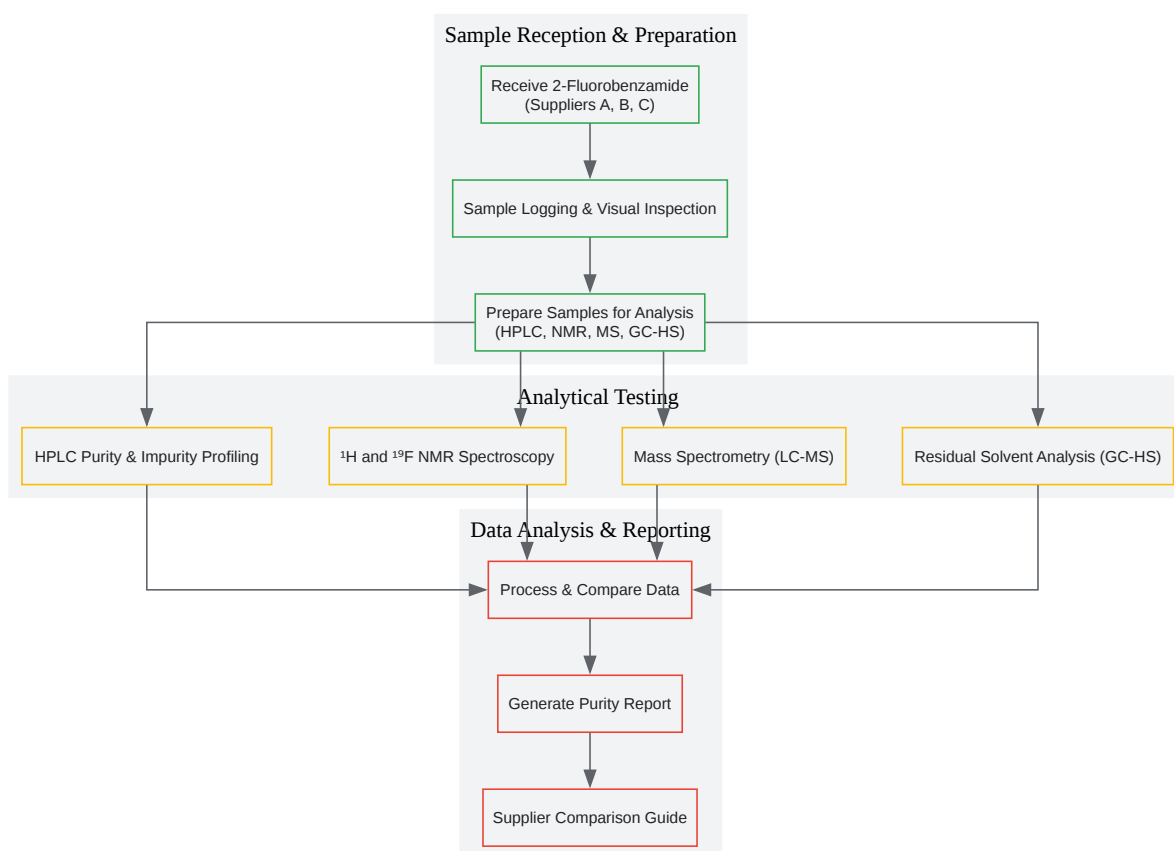 Sample Reception & Preparation
Receive 2-Fluorobenzamide
(Suppliers A, B, C)
Sample Logging & Visual Inspection
Prepare Samples for Analysis
(HPLC, NMR, MS, GC-HS)
Analytical Testing
HPLC Purity & Impurity Profiling
¹H and ¹⁹F NMR Spectroscopy
Mass Spectrometry (LC-MS)
Residual Solvent Analysis (GC-HS)
Data Analysis & Reporting
Process & Compare Data
Generate Purity Report
Supplier Comparison Guide